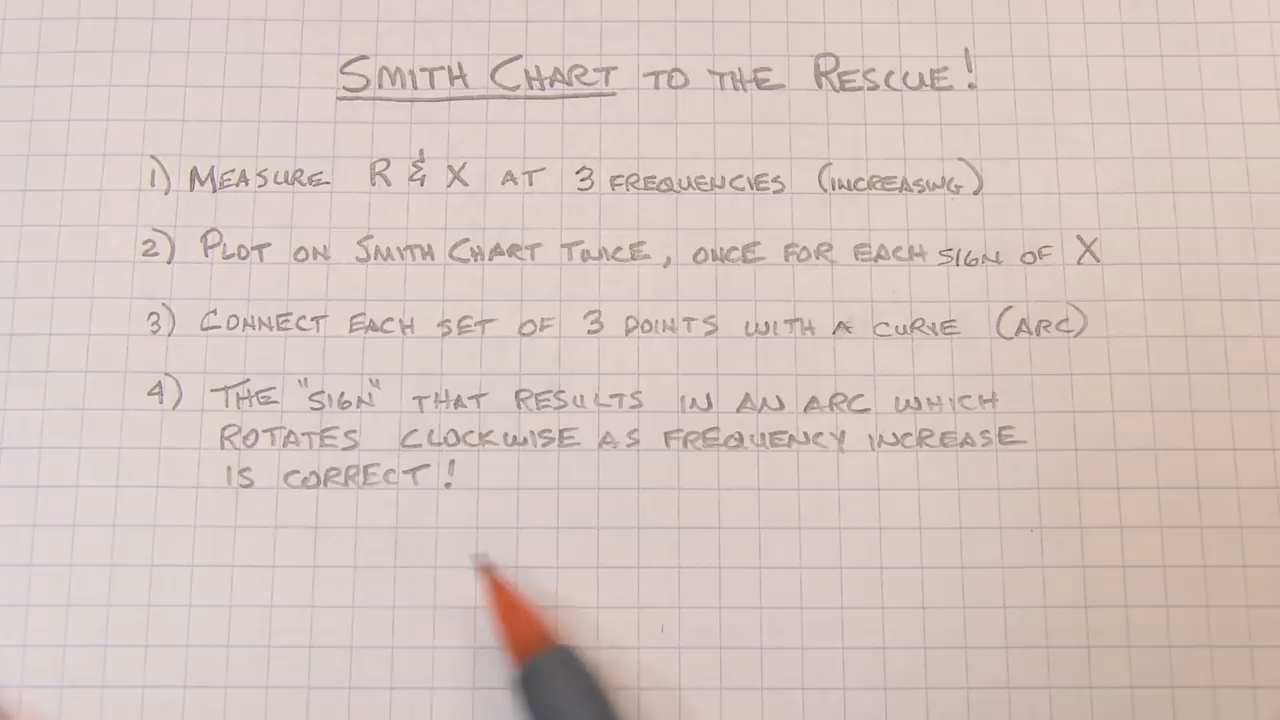 SMITH CHART TO THE RESCUE!
1) MEASURE R & X AT 3 FREQUENCIES (INCREASING)
2) PLOT ON SMITH CHART TWICE, ONCE FOR EACH SIGN OF X
3) CONNECT EACH SET OF 3 POINTS WITH A CURVE (ARC)
4) THE "SIGN" THAT RESULTS IN AN ARC WHICH
ROTATES CLOCKWISE AS FREQUENCY INCREASE
IS CORRECT!